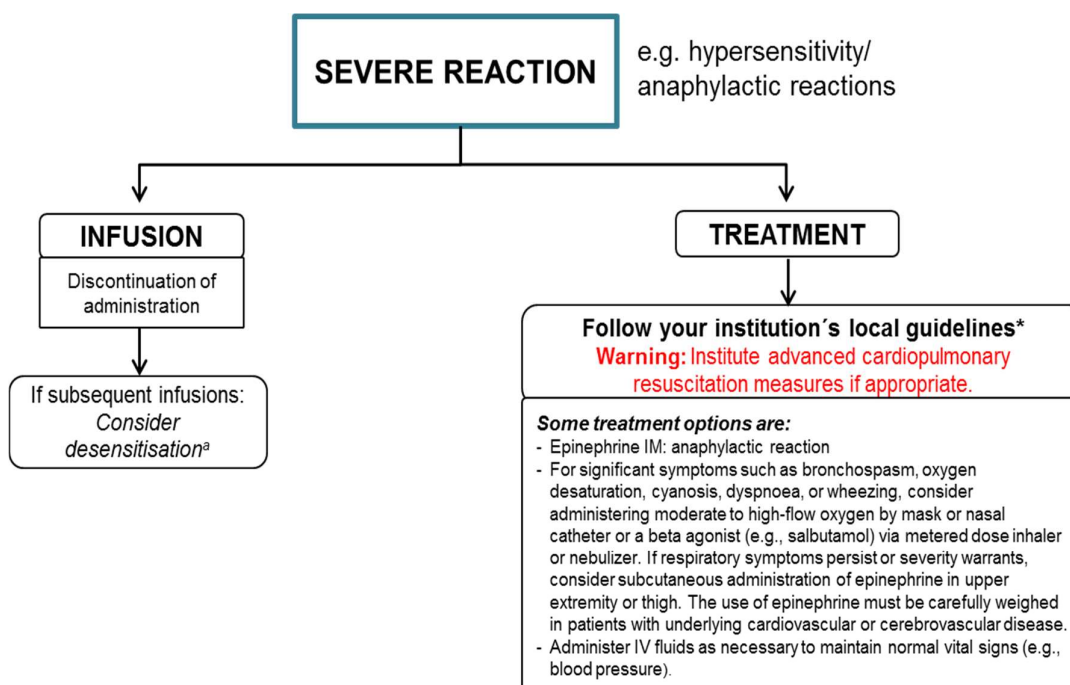 SEVERE REACTION
e.g. hypersensitivity/
anaphylactic reactions
INFUSION
Discontinuation of
administration
If subsequent infusions:
Consider
desensitisationª
TREATMENT
Follow your institution´s local guidelines*
Warning: Institute advanced cardiopulmonary
resuscitation measures if appropriate.
Some treatment options are:
- Epinephrine IM: anaphylactic reaction
- For significant symptoms such as bronchospasm, oxygen
desaturation, cyanosis, dyspnoea, or wheezing, consider
administering moderate to high-flow oxygen by mask or nasal
catheter or a beta agonist (e.g., salbutamol) via metered dose inhaler
or nebulizer. If respiratory symptoms persist or severity warrants,
consider subcutaneous administration of epinephrine in upper
extremity or thigh. The use of epinephrine must be carefully weighed
in patients with underlying cardiovascular or cerebrovascular disease.
- Administer IV fluids as necessary to maintain normal vital signs (e.g.,
blood pressure).